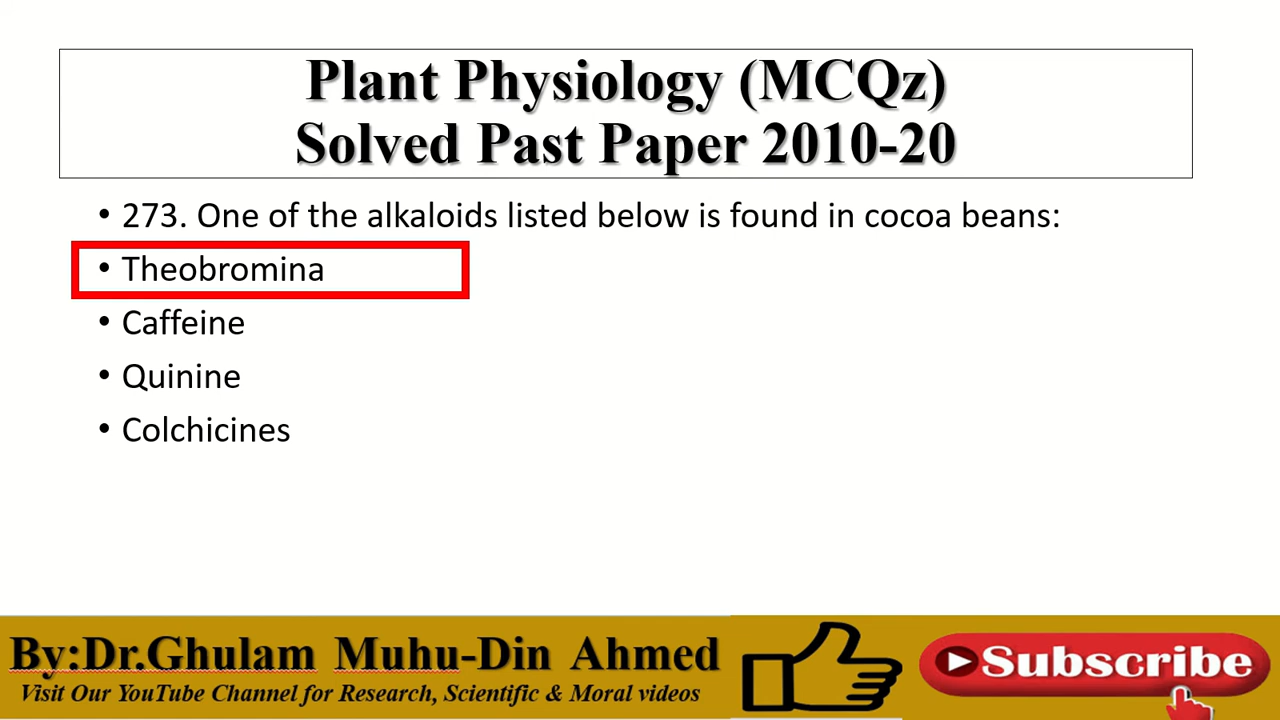 Plant Physiology (MCQz)
Solved Past Paper 2010-20
• 273. One of the alkaloids listed below is found in cocoa beans:
• Theobromina
• Caffeine
• Quinine
• Colchicines
By:Dr.Ghulam Muhu-Din Ahmed
Visit Our YouTube Channel for Research, Scientific & Moral videos
Subscribe